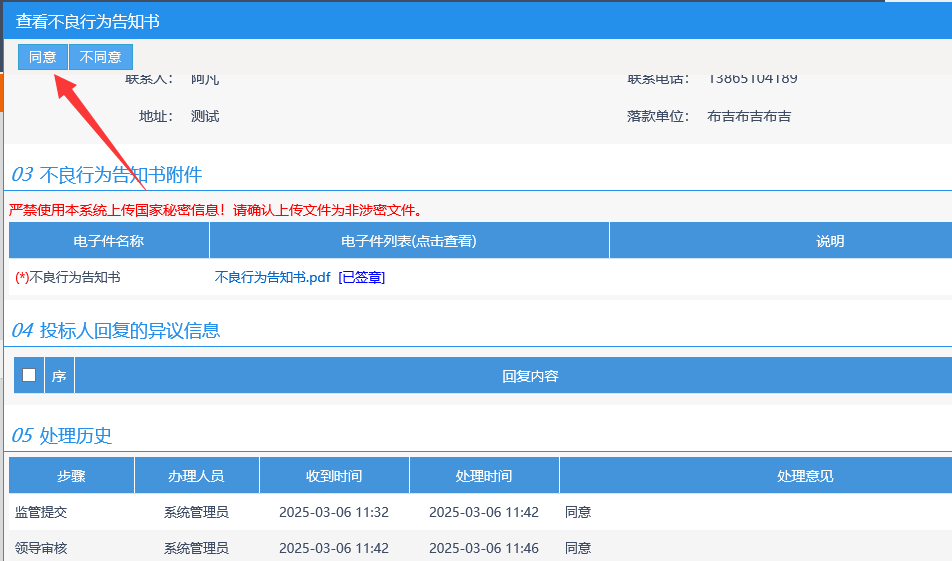 查看不良行为告知书
同意 不同意
联系人： 阿凡 联系电话： 13865104189
地址： 测试 落款单位： 布吉布吉布吉
03 不良行为告知书附件
严禁使用本系统上传国家秘密信息！请确认上传文件为非涉密文件。
电子件名称 电子件列表(点击查看) 说明
(*)不良行为告知书 不良行为告知书.pdf [已签章]
04 投标人回复的异议信息
序 回复内容
05 处理历史
步骤 办理人员 收到时间 处理时间 处理意见
监管提交 系统管理员 2025-03-06 11:32 2025-03-06 11:42 同意
领导审核 系统管理员 2025-03-06 11:42 2025-03-06 11:46 同意